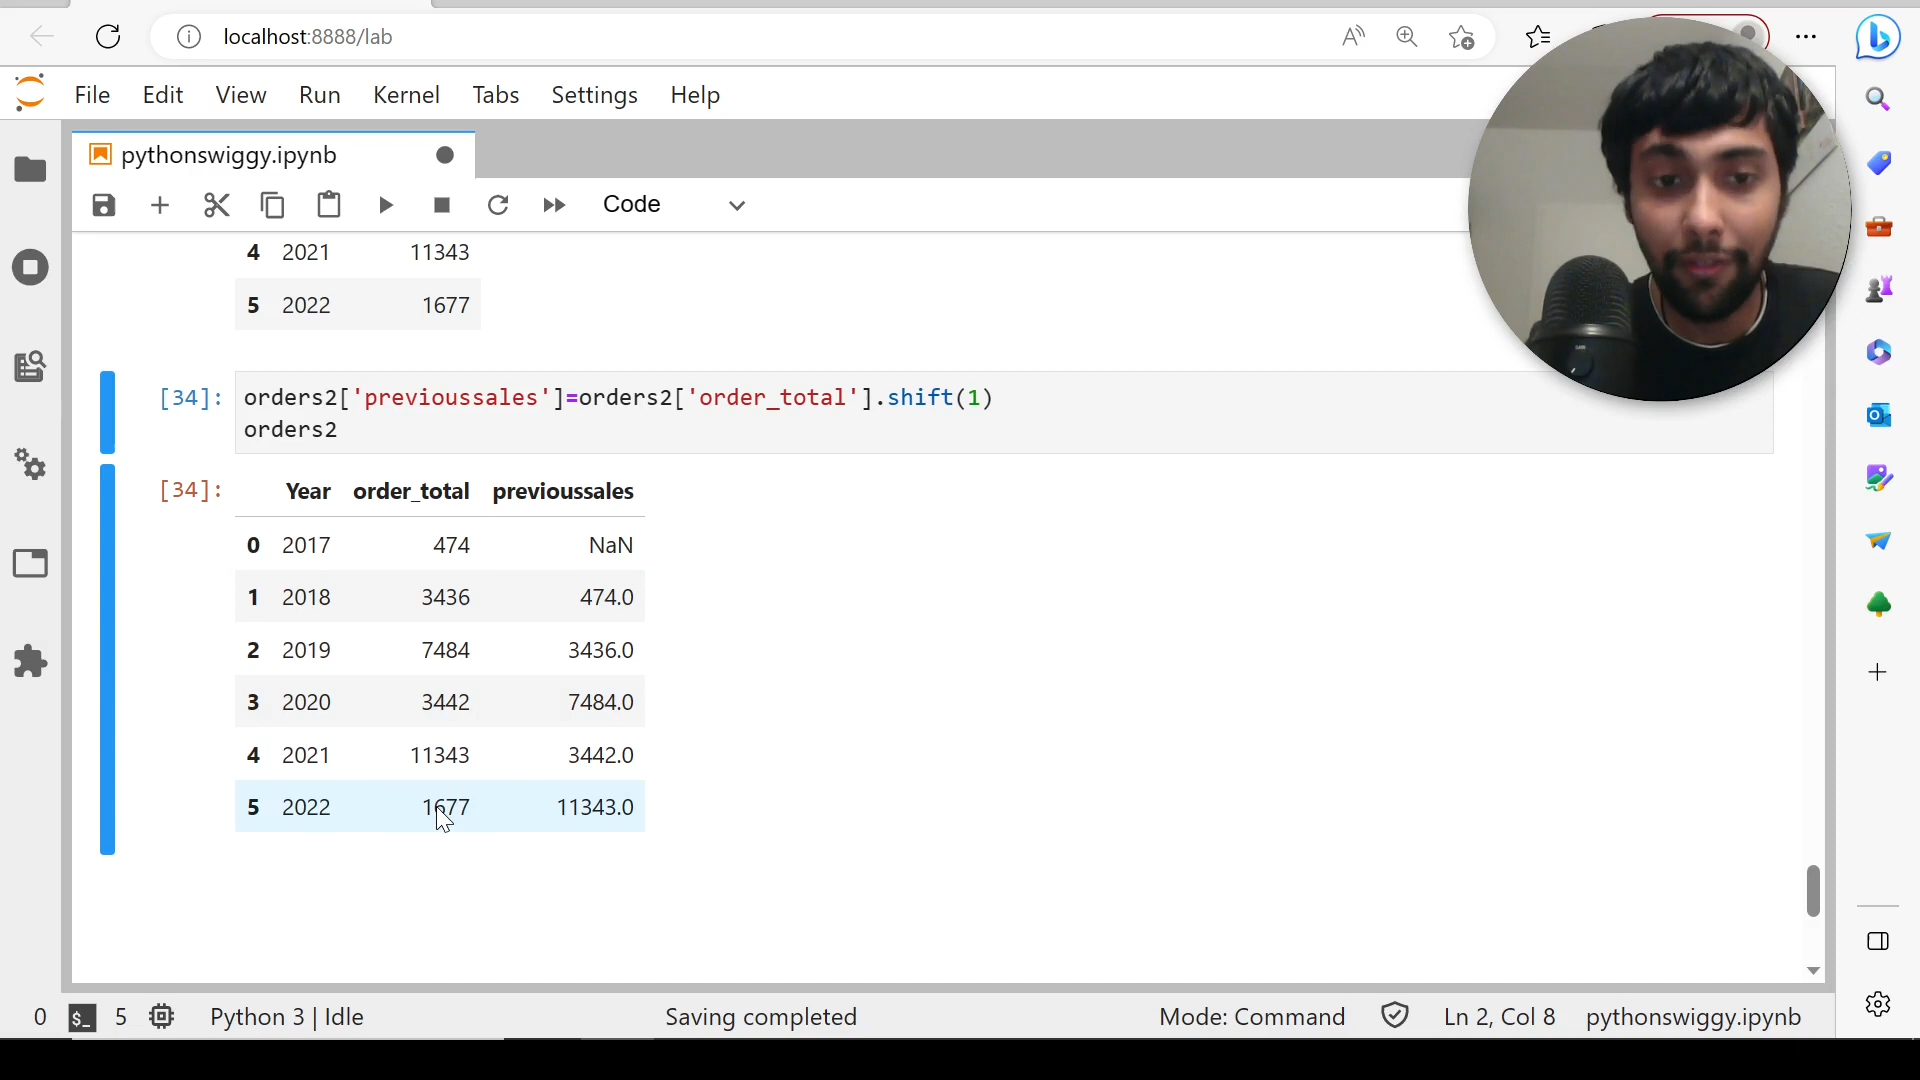 localhost:8888/lab
File Edit View Run Kernel Tabs Settings Help
pythonswiggy.ipynb
Code
4 2021 11343
5 2022 1677
[34]: orders2['previoussales']=orders2['order_total'].shift(1)
orders2
[34]: Year order_total previoussales
0 2017 474 NaN
1 2018 3436 474.0
2 2019 7484 3436.0
3 2020 3442 7484.0
4 2021 11343 3442.0
5 2022 1677 11343.0
0 $_ 5 Python 3 | Idle Saving completed Mode: Command Ln 2, Col 8 pythonswiggy.ipynb